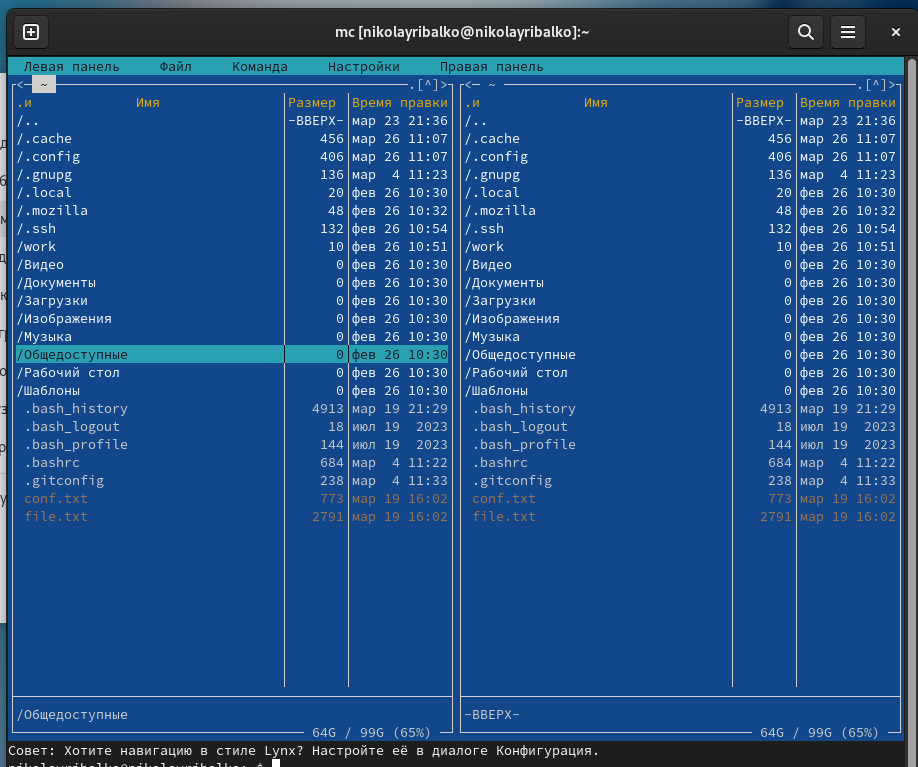 mc [nikolayribalko@nikolayribalko]:~
Левая панель Файл Команда Настройки Правая панель
<─ ~ ─.[^]> <─ ~ ─.[^]>
.и Имя Размер Время правки .и Имя Размер Время правки
/.. -ВВЕРХ- мар 23 21:36 /.. -ВВЕРХ- мар 23 21:36
/.cache 456 мар 26 11:07 /.cache 456 мар 26 11:07
/.config 406 мар 26 11:07 /.config 406 мар 26 11:07
/.gnupg 136 мар 4 11:23 /.gnupg 136 мар 4 11:23
/.local 20 фев 26 10:30 /.local 20 фев 26 10:30
/.mozilla 48 фев 26 10:32 /.mozilla 48 фев 26 10:32
/.ssh 132 фев 26 10:54 /.ssh 132 фев 26 10:54
/work 10 фев 26 10:51 /work 10 фев 26 10:51
/Видео 0 фев 26 10:30 /Видео 0 фев 26 10:30
/Документы 0 фев 26 10:30 /Документы 0 фев 26 10:30
/Загрузки 0 фев 26 10:30 /Загрузки 0 фев 26 10:30
/Изображения 0 фев 26 10:30 /Изображения 0 фев 26 10:30
/Музыка 0 фев 26 10:30 /Музыка 0 фев 26 10:30
/Общедоступные 0 фев 26 10:30 /Общедоступные 0 фев 26 10:30
/Рабочий стол 0 фев 26 10:30 /Рабочий стол 0 фев 26 10:30
/Шаблоны 0 фев 26 10:30 /Шаблоны 0 фев 26 10:30
.bash_history 4913 мар 19 21:29 .bash_history 4913 мар 19 21:29
.bash_logout 18 июл 19 2023 .bash_logout 18 июл 19 2023
.bash_profile 144 июл 19 2023 .bash_profile 144 июл 19 2023
.bashrc 684 мар 4 11:22 .bashrc 684 мар 4 11:22
.gitconfig 238 мар 4 11:33 .gitconfig 238 мар 4 11:33
conf.txt 773 мар 19 16:02 conf.txt 773 мар 19 16:02
file.txt 2791 мар 19 16:02 file.txt 2791 мар 19 16:02
/Общедоступные -ВВЕРХ-
64G / 99G (65%) 64G / 99G (65%)
Совет: Хотите навигацию в стиле Lynx? Настройте её в диалоге Конфигурация.
nikolayribalko@nikolayribalko:~$